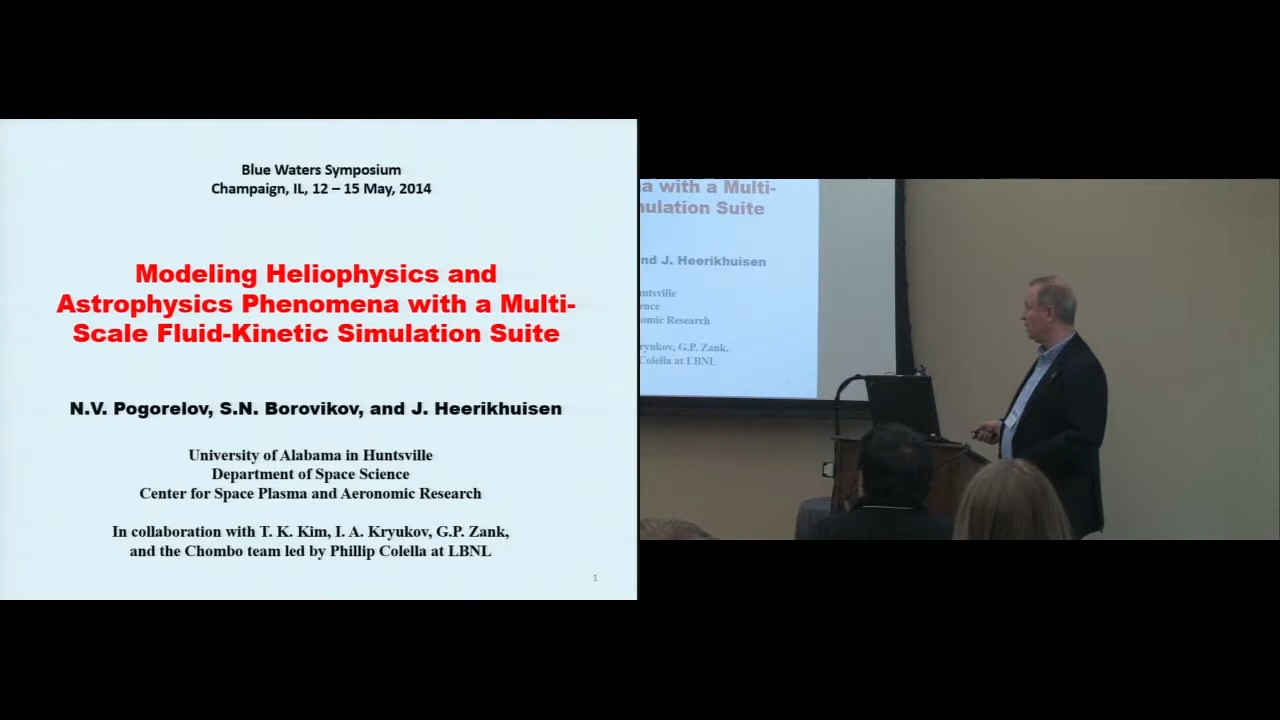 Blue Waters Symposium
Champaign, IL, 12 – 15 May, 2014
Modeling Heliophysics and
Astrophysics Phenomena with a Multi-
Scale Fluid-Kinetic Simulation Suite
N.V. Pogorelov, S.N. Borovikov, and J. Heerikhuisen
University of Alabama in Huntsville
Department of Space Science
Center for Space Plasma and Aeronomic Research
In collaboration with T. K. Kim, I. A. Kryukov, G.P. Zank,
and the Chombo team led by Phillip Colella at LBNL
1
a with a Multi-
mulation Suite
nd J. Heerikhuisen
untsville
ence
omic Research
ryukov, G.P. Zank,
Colella at LBNL